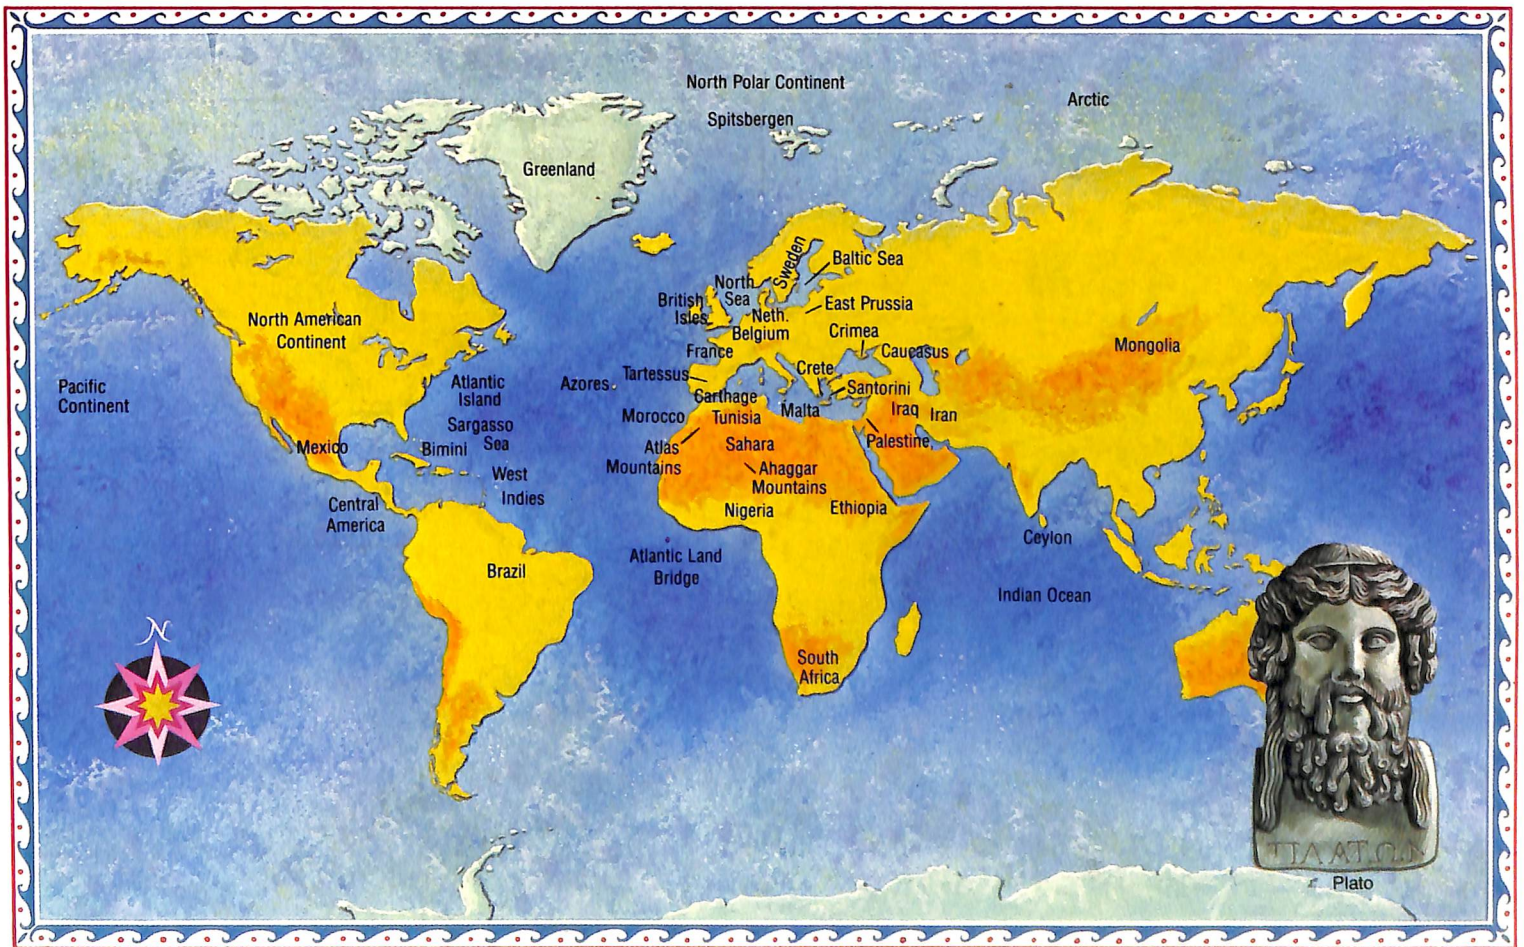 North Polar Continent
Arctic
Spitsbergen
Greenland
Sweden
Baltic Sea
North
Sea
British
Isles
East Prussia
Neth.
Belgium
Crimea
North American
Continent
Mongolia
France
Caucasus
Crete
Tartessus
Santorini
Pacific
Continent
Atlantic
Island
Azores
Carthage
Malta
Iraq
Iran
Morocco
Tunisia
Sargasso
Sea
Palestine
Mexico
Bimini
Atlas
Mountains
Sahara
West
Indies
Ahaggar
Mountains
Central
America
Nigeria
Ethiopia
Ceylon
Atlantic Land
Bridge
Brazil
Indian Ocean
N
South
Africa
ΠΛΑΤΩΝ
Plato